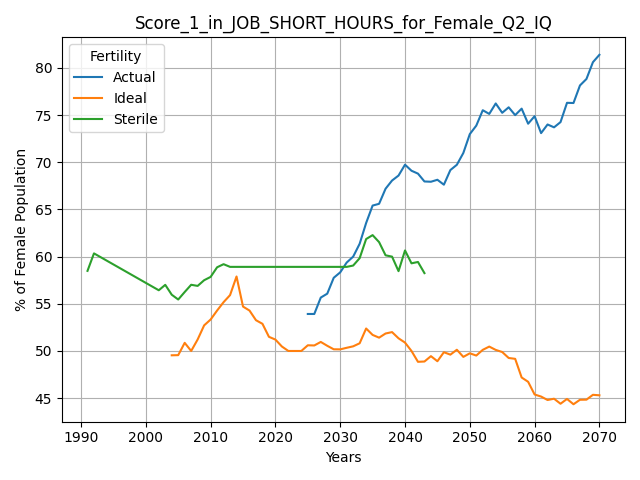 Score_1_in_JOB_SHORT_HOURS_for_Female_Q2_IQ
Fertility
Actual
Ideal
Sterile
% of Female Population
80
75
70
65
60
55
50
45
1990 2000 2010 2020 2030 2040 2050 2060 2070
Years